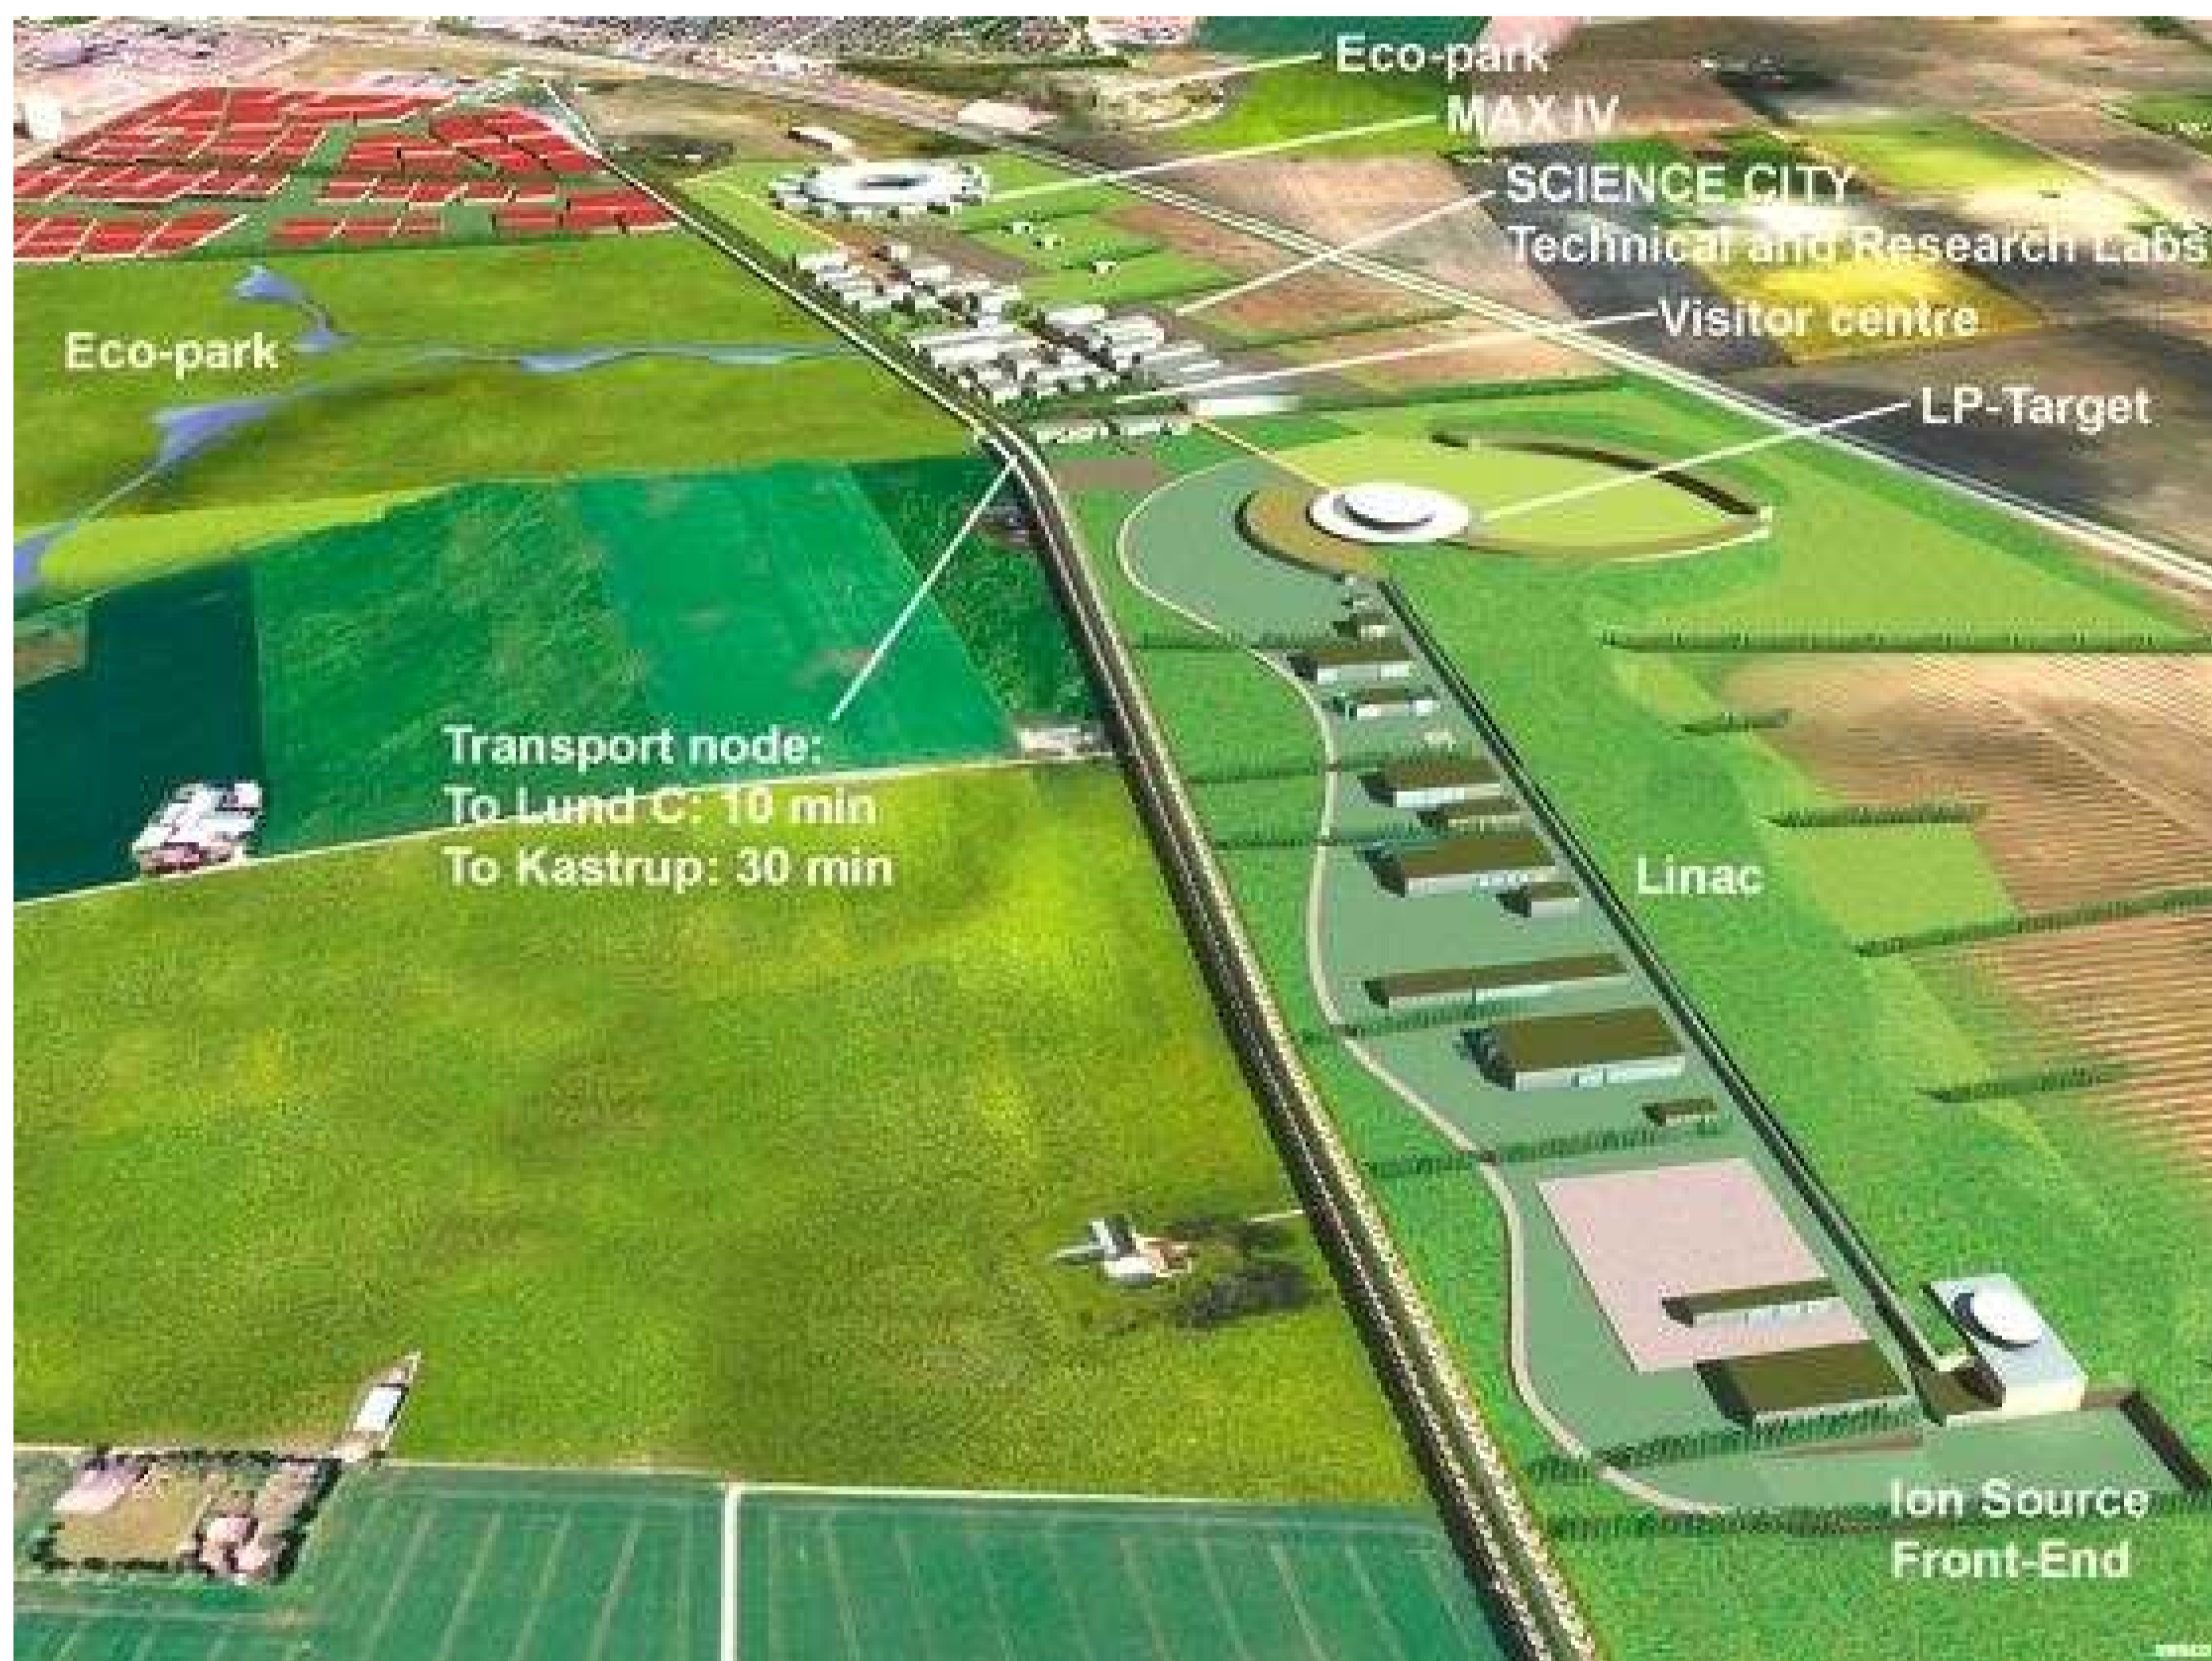 Eco-park
MAX IV
SCIENCE CITY
Technical and Research Labs
Visitor centre
Eco-park
LP-Target
Transport node:
To Lund C: 10 min
To Kastrup: 30 min
Linac
Ion Source
Front-End